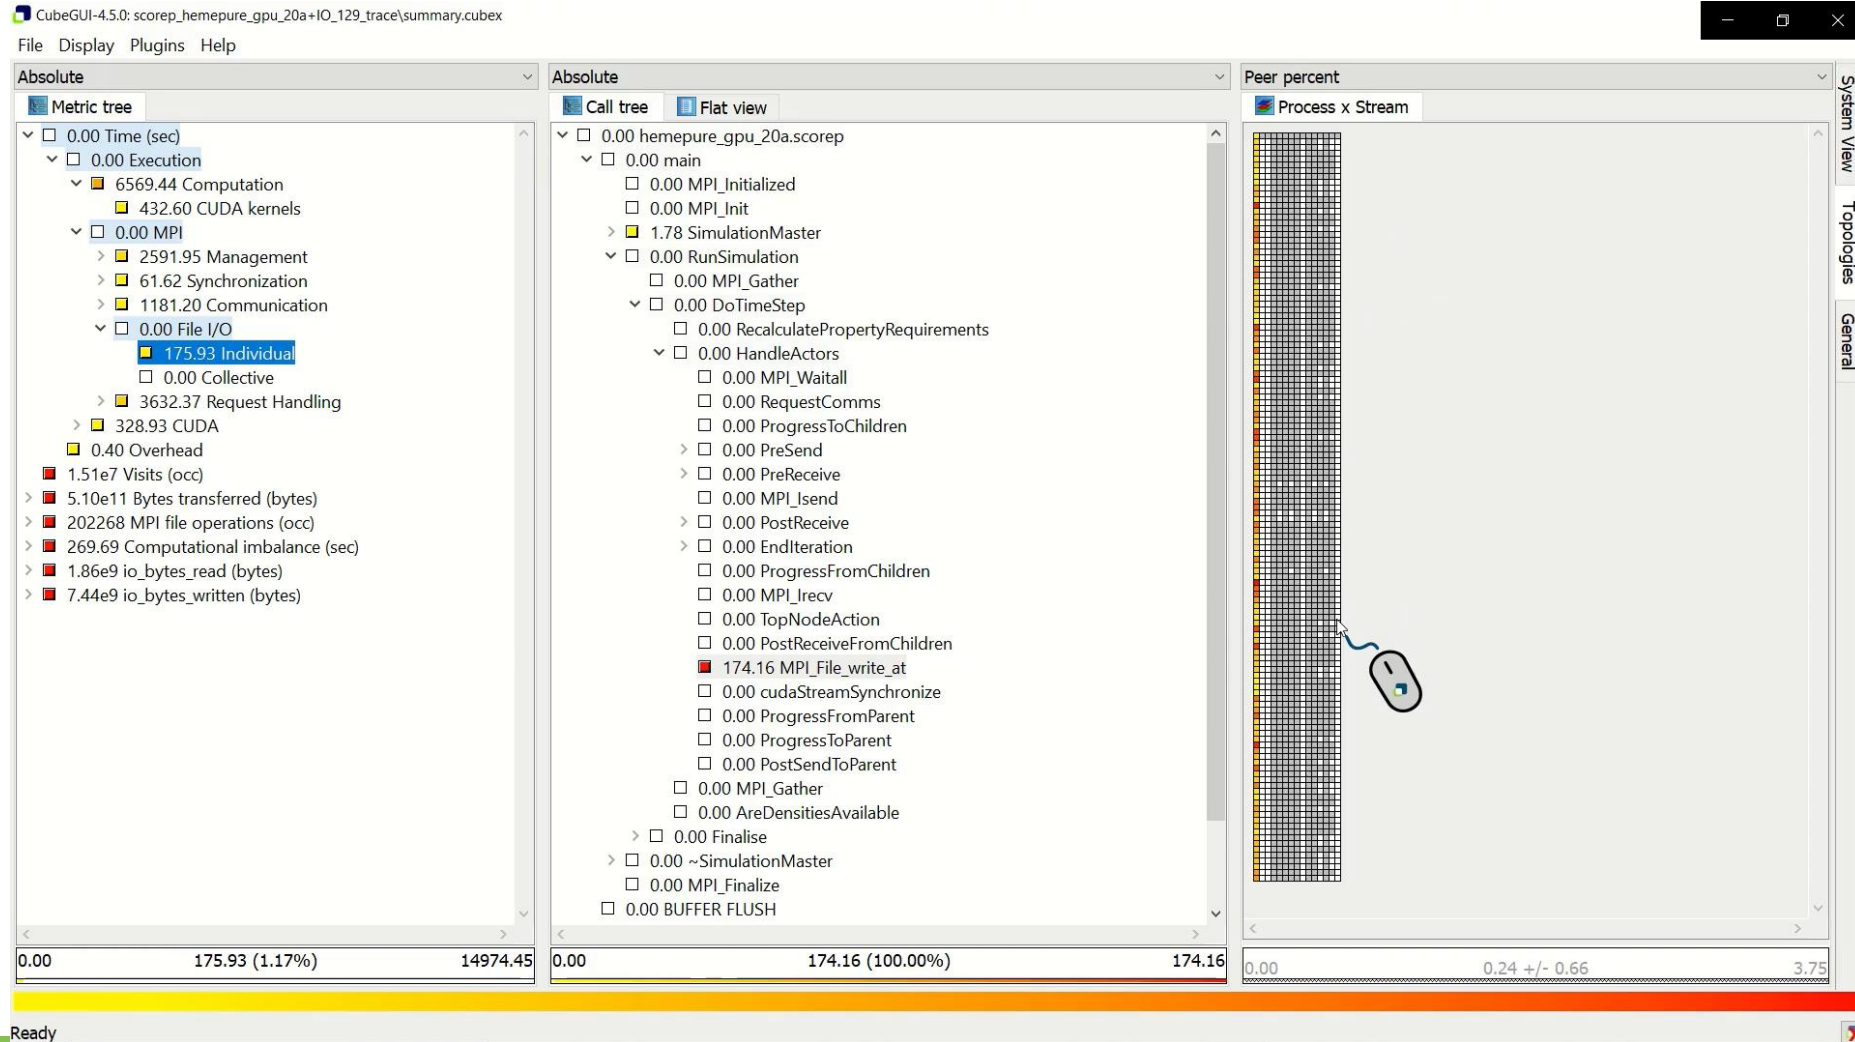 CubeGUI-4.5.0: scorep_hemepure_gpu_20a+IO_129_trace\summary.cubex
File Display Plugins Help
Absolute
Metric tree
0.00 Time (sec)
0.00 Execution
6569.44 Computation
432.60 CUDA kernels
0.00 MPI
2591.95 Management
61.62 Synchronization
1181.20 Communication
0.00 File I/O
175.93 Individual
0.00 Collective
3632.37 Request Handling
328.93 CUDA
0.40 Overhead
1.51e7 Visits (occ)
5.10e11 Bytes transferred (bytes)
202268 MPI file operations (occ)
269.69 Computational imbalance (sec)
1.86e9 io_bytes_read (bytes)
7.44e9 io_bytes_written (bytes)
0.00 175.93 (1.17%) 14974.45
Absolute
Call tree Flat view
0.00 hemepure_gpu_20a.scorep
0.00 main
0.00 MPI_Initialized
0.00 MPI_Init
1.78 SimulationMaster
0.00 RunSimulation
0.00 MPI_Gather
0.00 DoTimeStep
0.00 RecalculatePropertyRequirements
0.00 HandleActors
0.00 MPI_Waitall
0.00 RequestComms
0.00 ProgressToChildren
0.00 PreSend
0.00 PreReceive
0.00 MPI_Isend
0.00 PostReceive
0.00 EndIteration
0.00 ProgressFromChildren
0.00 MPI_Irecv
0.00 TopNodeAction
0.00 PostReceiveFromChildren
174.16 MPI_File_write_at
0.00 cudaStreamSynchronize
0.00 ProgressFromParent
0.00 ProgressToParent
0.00 PostSendToParent
0.00 MPI_Gather
0.00 AreDensitiesAvailable
0.00 Finalise
0.00 ~SimulationMaster
0.00 MPI_Finalize
0.00 BUFFER FLUSH
0.00 174.16 (100.00%) 174.16
Peer percent
Process x Stream
0.00 0.24 +/- 0.66 3.75
System View
Topologies
General
Ready